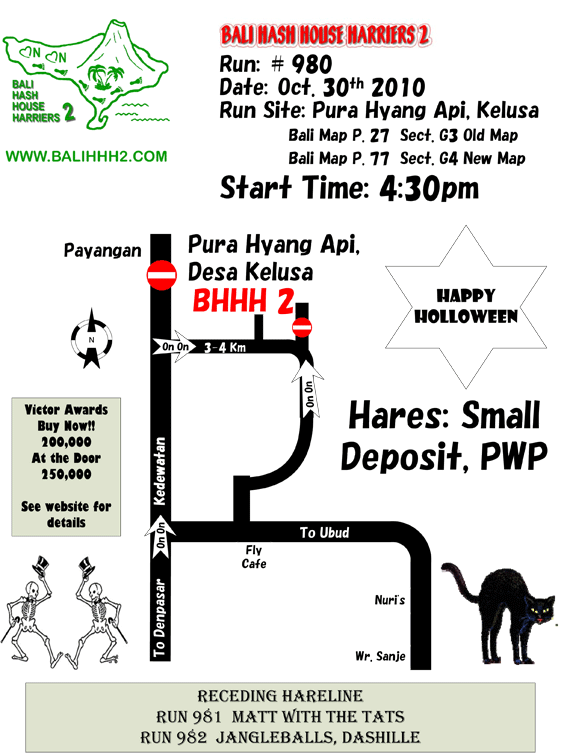 N N
BALI
HASH
HOUSE
HARRIERS 2
WWW.BALIHHH2.COM
BALI HASH HOUSE HARRIERS 2
Run: # 980
Date: Oct. 30th 2010
Run Site: Pura Hyang Api, Kelusa
Bali Map P. 27 Sect. G3 Old Map
Bali Map P. 77 Sect. G4 New Map
Start Time: 4:30pm
Payangan
Pura Hyang Api,
Desa Kelusa
BHHH 2
HAPPY
HOLLOWEEN
N
On On
3-4 Km
On On
Victor Awards
Buy Now!!
200,000
At the Door
250,000
See website for
details
Hares: Small
Deposit, PWP
Kedewatan
On On
To Ubud
Fly
Cafe
To Denpasar
Nuri's
Wr. Sanje
RECEDING HARELINE
RUN 981 MATT WITH THE TATS
RUN 982 JANGLEBALLS, DASHILLE